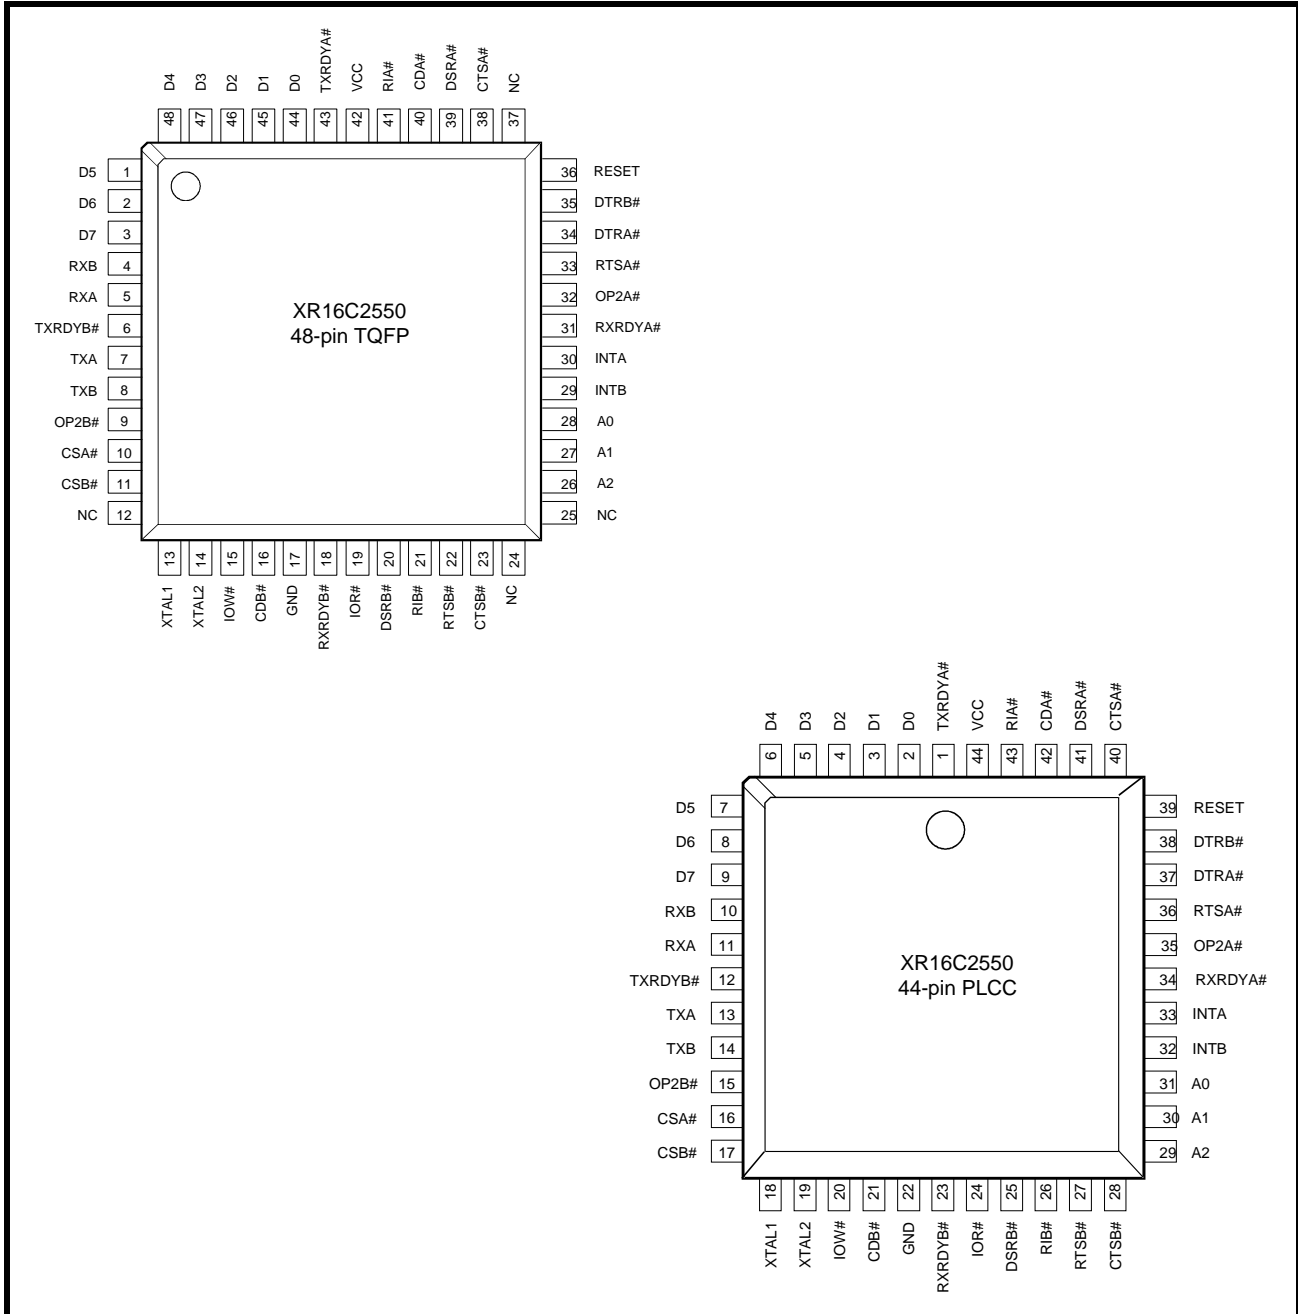 D4 D3 D2 D1 D0 TXRDYA# VCC RIA# CDA# DSRA# CTSA# NC
48 47 46 45 44 43 42 41 40 39 38 37
D5 1 36 RESET
D6 2 35 DTRB#
D7 3 34 DTRA#
RXB 4 33 RTSA#
RXA 5 32 OP2A#
XR16C2550
48-pin TQFP
TXRDYB# 6 31 RXRDYA#
TXA 7 30 INTA
TXB 8 29 INTB
OP2B# 9 28 A0
CSA# 10 27 A1
CSB# 11 26 A2
NC 12 25 NC
13 14 15 16 17 18 19 20 21 22 23 24
XTAL1 XTAL2 IOW# CDB# GND RXRDYB# IOR# DSRB# RIB# RTSB# CTSB# NC
D4 D3 D2 D1 D0 TXRDYA# VCC RIA# CDA# DSRA# CTSA#
6 5 4 3 2 1 44 43 42 41 40
D5 7 39 RESET
D6 8 38 DTRB#
D7 9 37 DTRA#
RXB 10 36 RTSA#
RXA 11 35 OP2A#
XR16C2550
44-pin PLCC
TXRDYB# 12 34 RXRDYA#
TXA 13 33 INTA
TXB 14 32 INTB
OP2B# 15 31 A0
CSA# 16 30 A1
CSB# 17 29 A2
18 19 20 21 22 23 24 25 26 27 28
XTAL1 XTAL2 IOW# CDB# GND RXRDYB# IOR# DSRB# RIB# RTSB# CTSB#